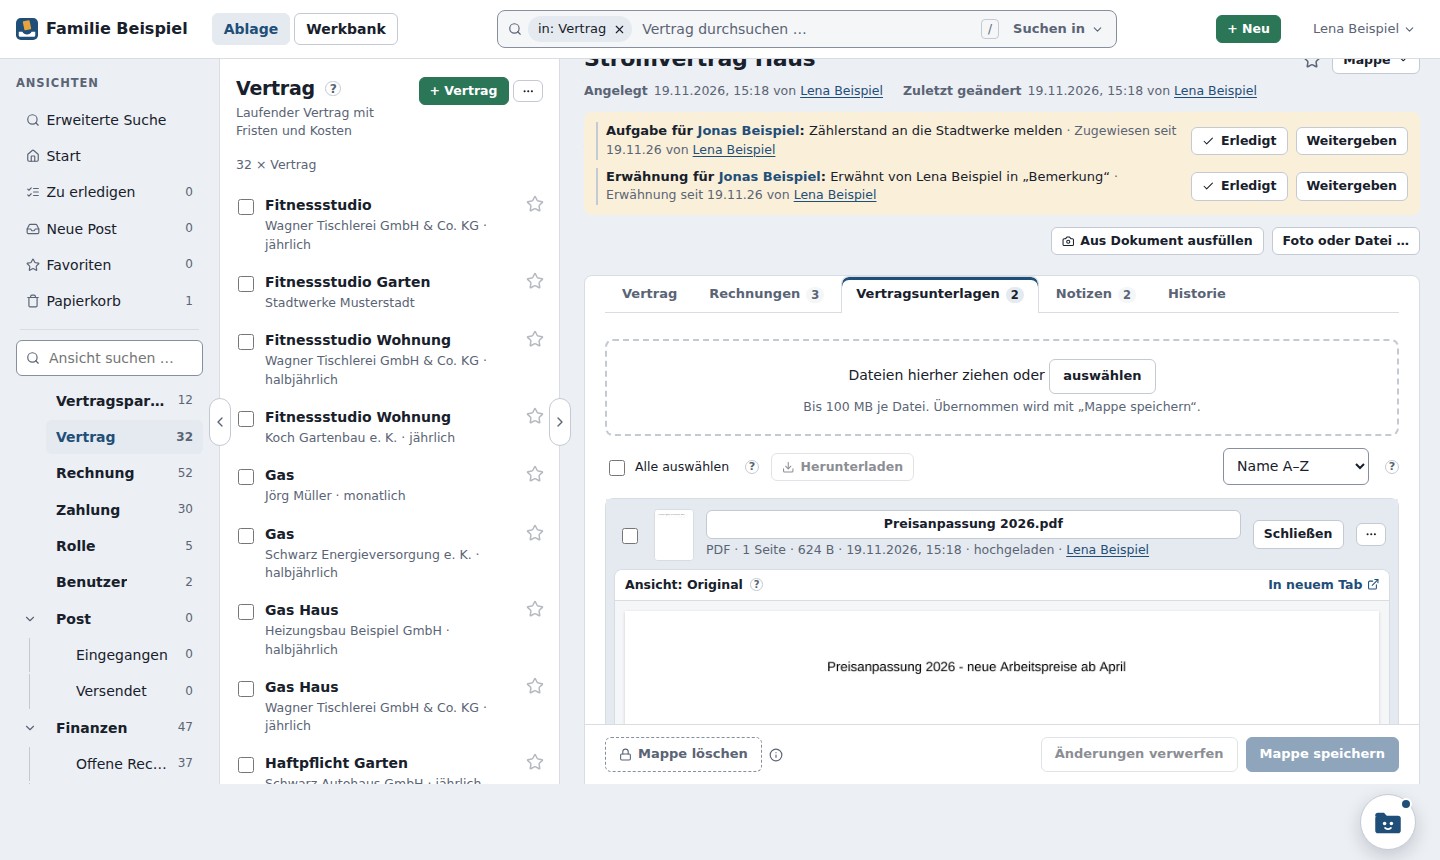 Familie Beispiel
Ablage
Werkbank
in: Vertrag
Vertrag durchsuchen …
/
Suchen in
+ Neu
Lena Beispiel
ANSICHTEN
Erweiterte Suche
Start
Zu erledigen 0
Neue Post 0
Favoriten 0
Papierkorb 1
Ansicht suchen …
Vertragspar… 12
Vertrag 32
Rechnung 52
Zahlung 30
Rolle 5
Benutzer 2
Post 0
Eingegangen 0
Versendet 0
Finanzen 47
Offene Rec… 37
Vertrag ?
+ Vertrag
Laufender Vertrag mit
Fristen und Kosten
32 × Vertrag
Fitnessstudio
Wagner Tischlerei GmbH & Co. KG ·
jährlich
Fitnessstudio Garten
Stadtwerke Musterstadt
Fitnessstudio Wohnung
Wagner Tischlerei GmbH & Co. KG ·
halbjährlich
Fitnessstudio Wohnung
Koch Gartenbau e. K. · jährlich
Gas
Jörg Müller · monatlich
Gas
Schwarz Energieversorgung e. K. ·
halbjährlich
Gas Haus
Heizungsbau Beispiel GmbH ·
halbjährlich
Gas Haus
Wagner Tischlerei GmbH & Co. KG ·
jährlich
Haftpflicht Garten
Schwarz Autohaus GmbH · jährlich
Stromvertrag Haus
Mappe
Angelegt 19.11.2026, 15:18 von Lena Beispiel Zuletzt geändert 19.11.2026, 15:18 von Lena Beispiel
Aufgabe für Jonas Beispiel: Zählerstand an die Stadtwerke melden · Zugewiesen seit
19.11.26 von Lena Beispiel
Erledigt
Weitergeben
Erwähnung für Jonas Beispiel: Erwähnt von Lena Beispiel in „Bemerkung“ ·
Erwähnung seit 19.11.26 von Lena Beispiel
Erledigt
Weitergeben
Aus Dokument ausfüllen
Foto oder Datei …
Vertrag
Rechnungen 3
Vertragsunterlagen 2
Notizen 2
Historie
Dateien hierher ziehen oder auswählen
Bis 100 MB je Datei. Übernommen wird mit „Mappe speichern“.
Alle auswählen ?
Herunterladen
Name A–Z
?
Preisanpassung 2026.pdf
PDF · 1 Seite · 624 B · 19.11.2026, 15:18 · hochgeladen · Lena Beispiel
Schließen
Ansicht: Original ?
In neuem Tab
Preisanpassung 2026 - neue Arbeitspreise ab April
Mappe löschen
Änderungen verwerfen
Mappe speichern